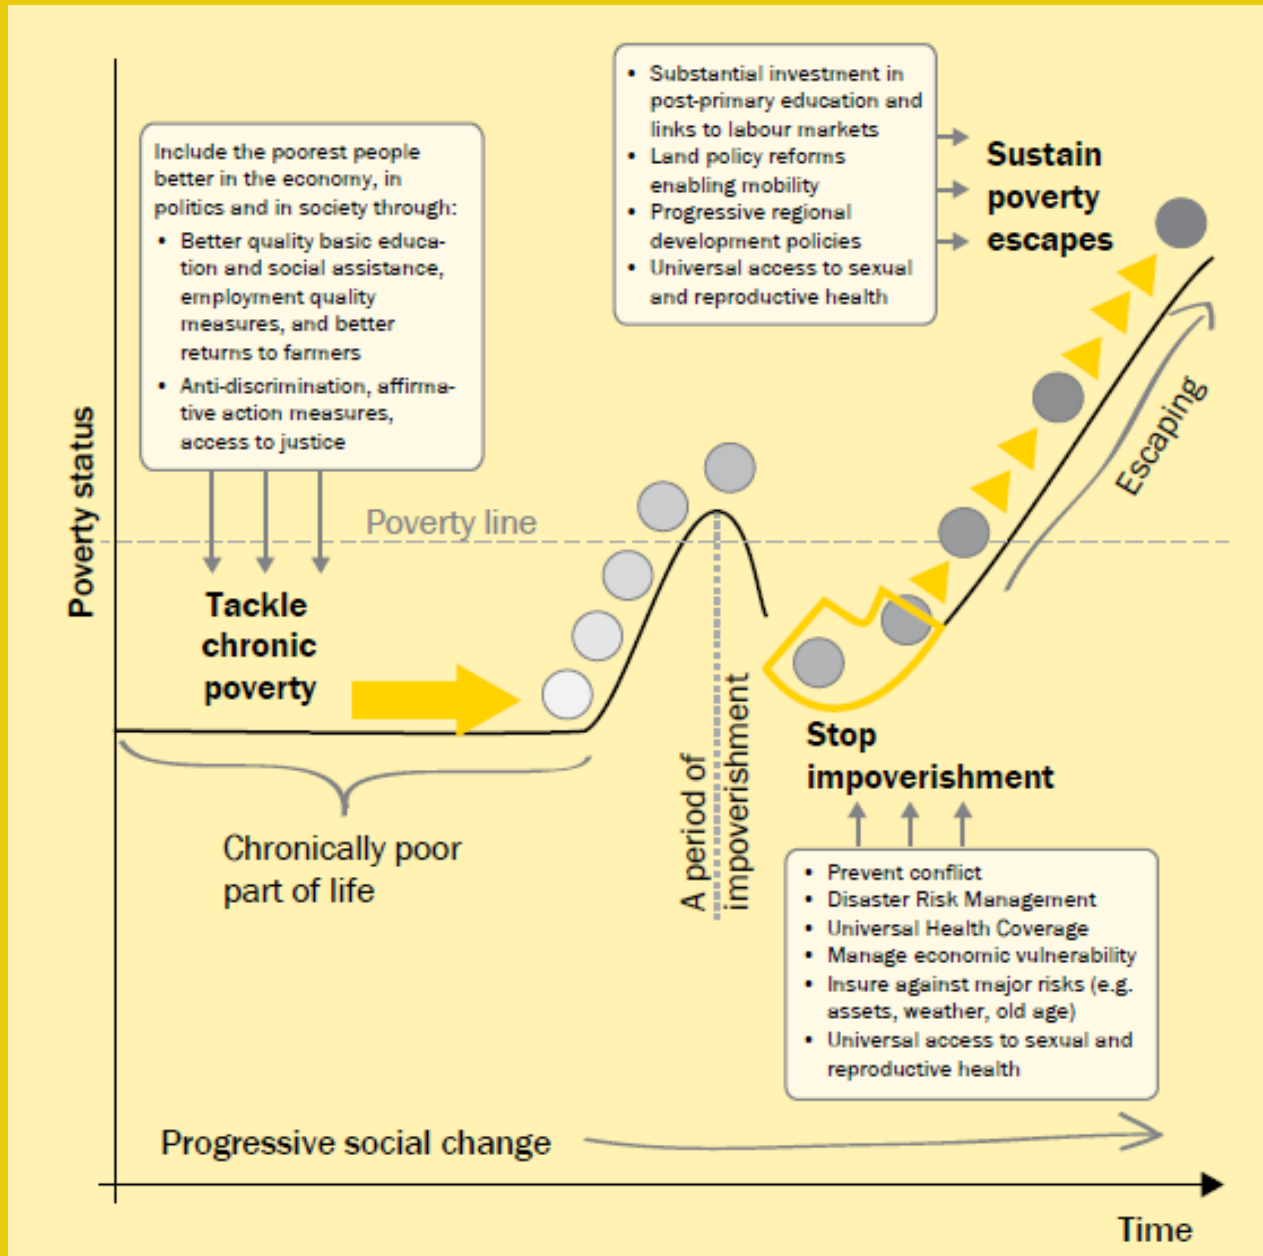 Include the poorest people
better in the economy, in
politics and in society through:
• Better quality basic educa-
tion and social assistance,
employment quality
measures, and better
returns to farmers
• Anti-discrimination, affirma-
tive action measures,
access to justice
• Substantial investment in
post-primary education and
links to labour markets
• Land policy reforms
enabling mobility
• Progressive regional
development policies
• Universal access to sexual
and reproductive health
Sustain
poverty
escapes
Poverty status
Poverty line
Escaping
Tackle
chronic
poverty
Chronically poor
part of life
A period of
impoverishment
Stop
impoverishment
• Prevent conflict
• Disaster Risk Management
• Universal Health Coverage
• Manage economic vulnerability
• Insure against major risks (e.g.
assets, weather, old age)
• Universal access to sexual and
reproductive health
Progressive social change
Time